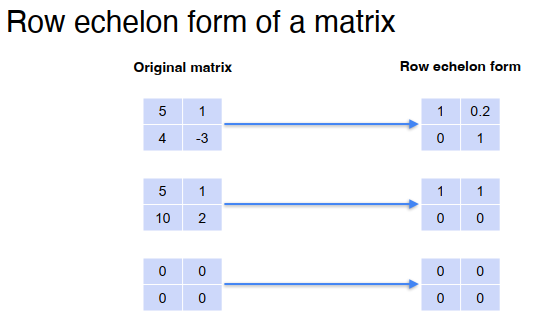 Row echelon form of a matrix
Original matrix Row echelon form
5 1 1 0.2
4 -3 0 1
5 1 1 1
10 2 0 0
0 0 0 0
0 0 0 0